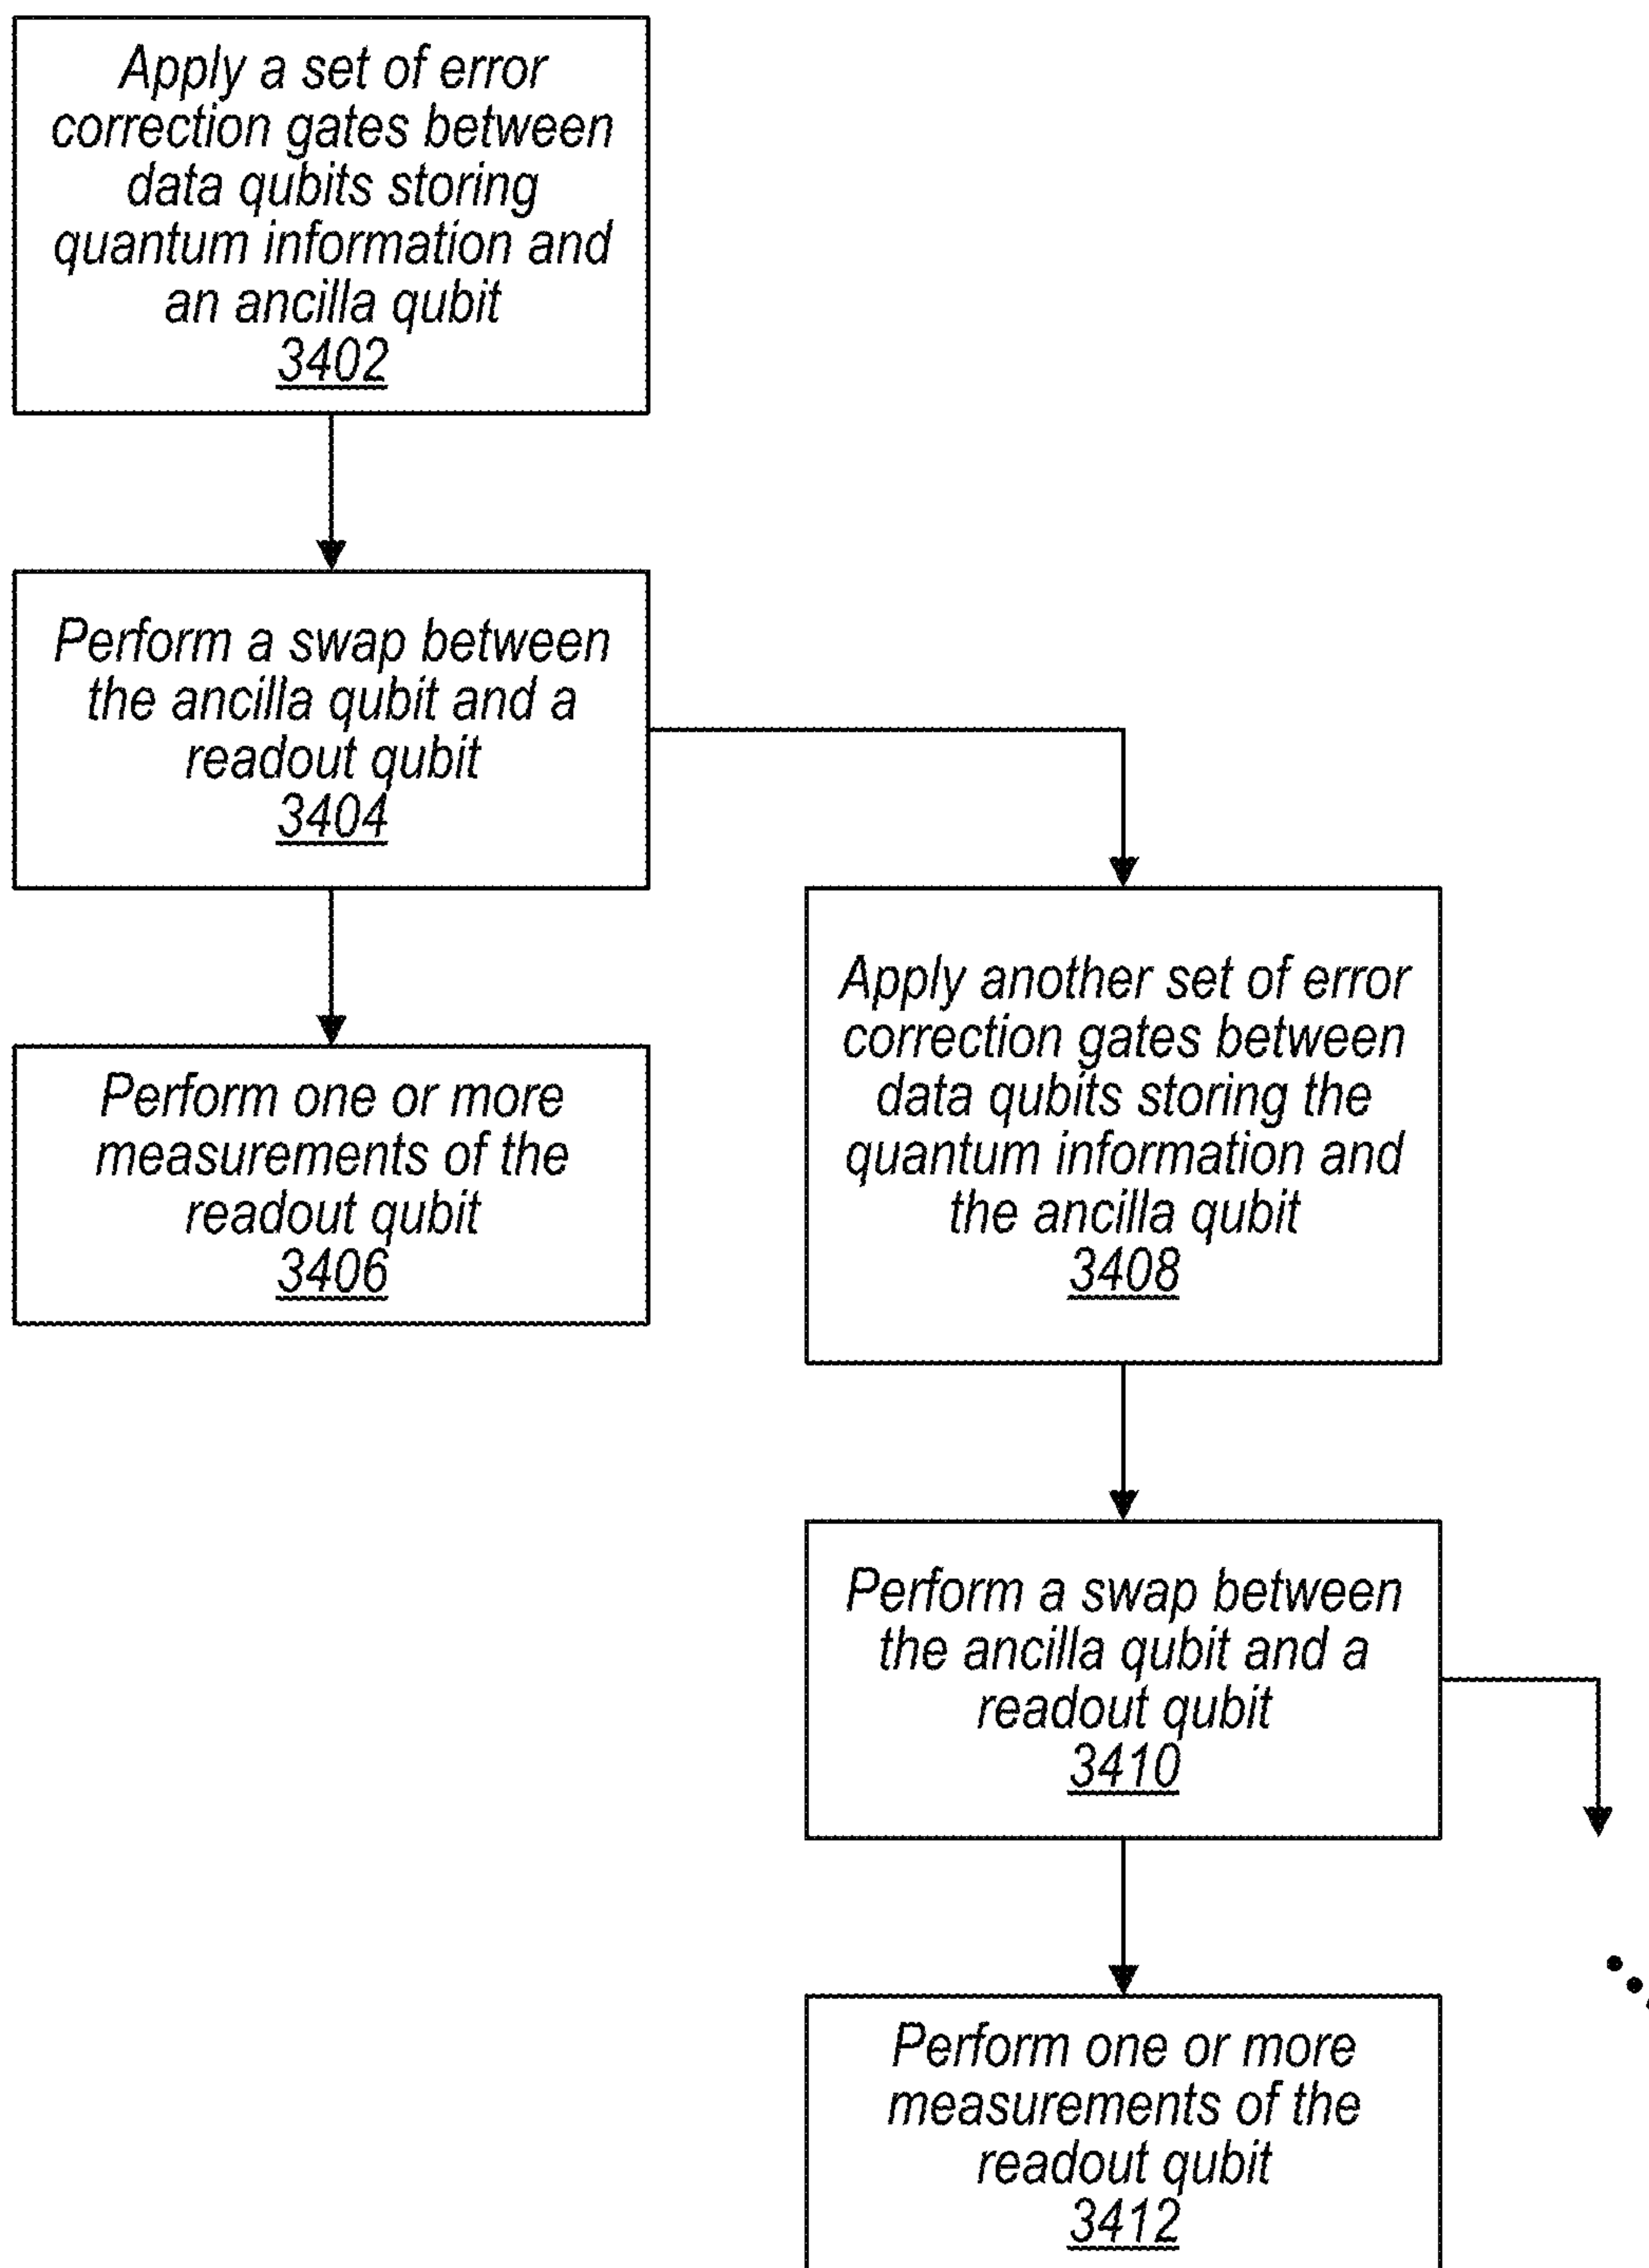 Apply a set of error
correction gates between
data qubits storing
quantum information and
an ancilla qubit
3402
Perform a swap between
the ancilla qubit and a
readout qubit
3404
Perform one or more
measurements of the
readout qubit
3406
Apply another set of error
correction gates between
data qubits storing the
quantum information and
the ancilla qubit
3408
Perform a swap between
the ancilla qubit and a
readout qubit
3410
Perform one or more
measurements of the
readout qubit
3412